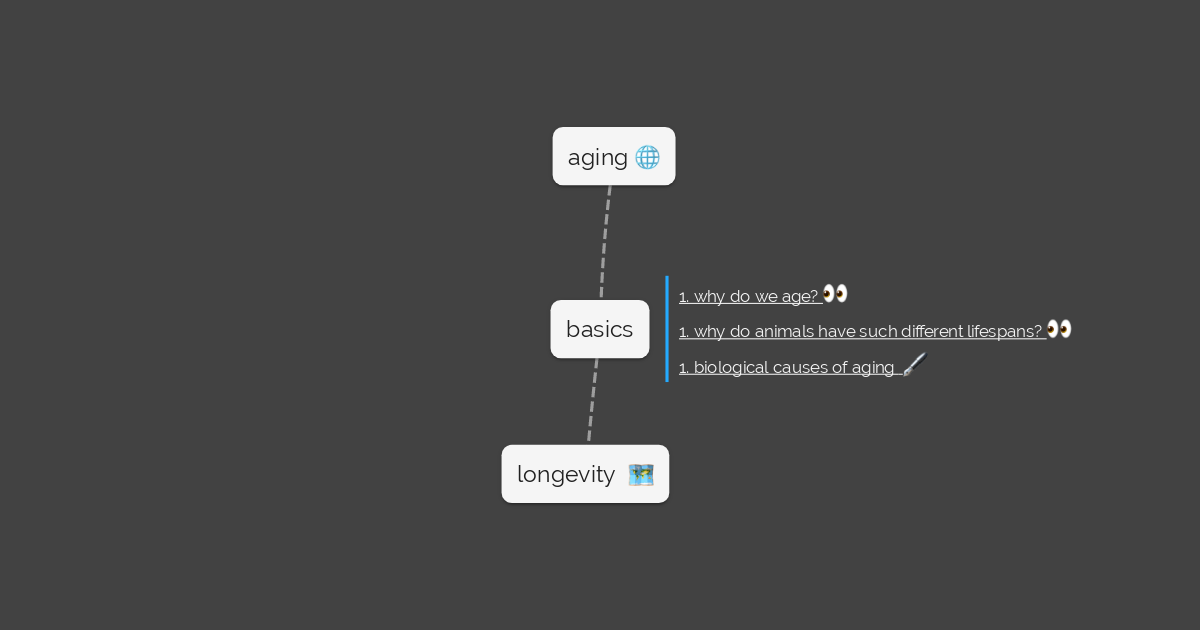 aging 🌐
basics
1. why do we age? 👀
1. why do animals have such different lifespans? 👀
1. biological causes of aging 🖋️
longevity 🗺️